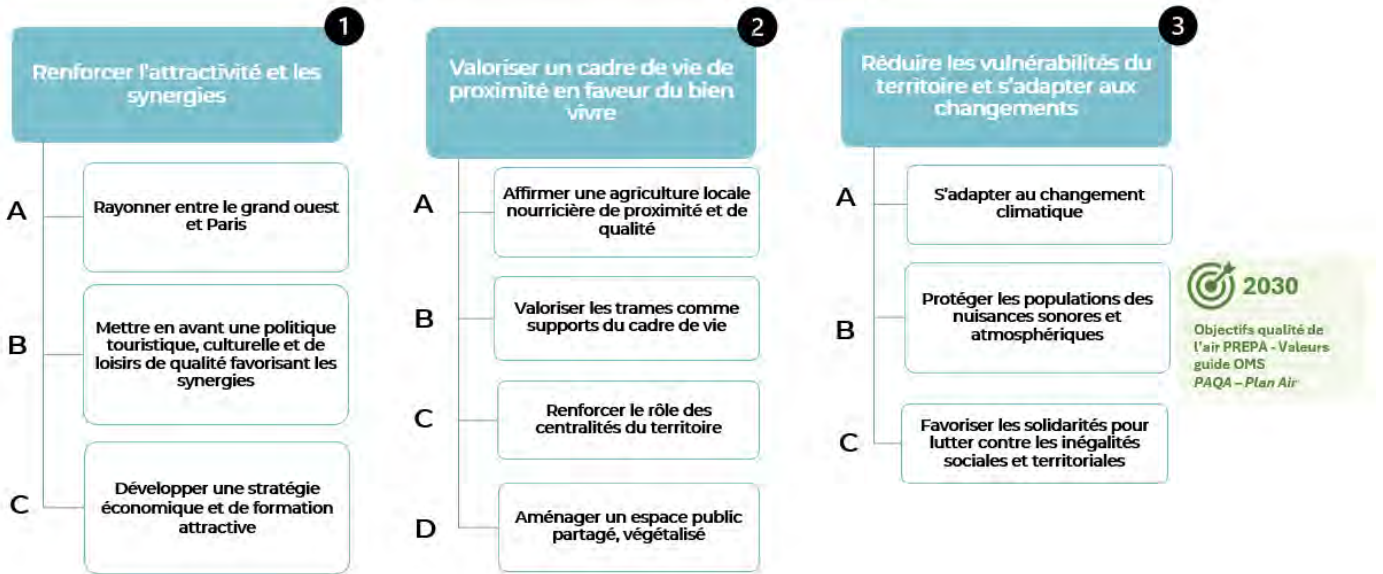 1
Renforcer l'attractivité et les
synergies
A
Rayonner entre le grand ouest
et Paris
B
Mettre en avant une politique
touristique, culturelle et de
loisirs de qualité favorisant les
synergies
C
Développer une stratégie
économique et de formation
attractive
2
Valoriser un cadre de vie de
proximité en faveur du bien
vivre
A
Affirmer une agriculture locale
nourricière de proximité et de
qualité
B
Valoriser les trames comme
supports du cadre de vie
C
Renforcer le rôle des
centralités du territoire
D
Aménager un espace public
partagé, végétalisé
3
Réduire les vulnérabilités du
territoire et s'adapter aux
changements
A
S'adapter au changement
climatique
B
Protéger les populations des
nuisances sonores et
atmosphériques
2030
Objectifs qualité de
l'air PREPA - Valeurs
guide OMS
PAQA – Plan Air
C
Favoriser les solidarités pour
lutter contre les inégalités
sociales et territoriales